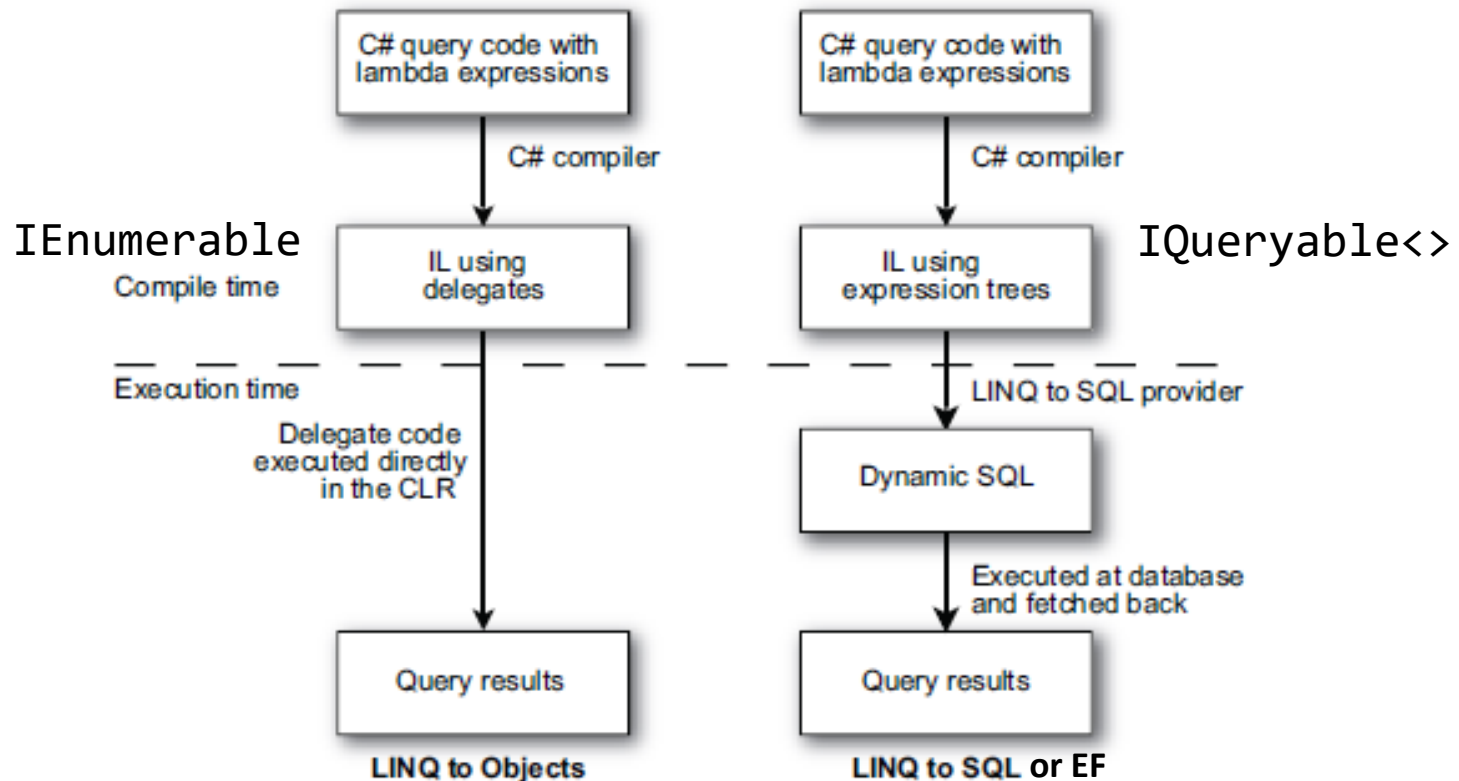 C# query code with
lambda expressions
C# query code with
lambda expressions
C# compiler
C# compiler
IEnumerable
Compile time
IL using
delegates
IL using
expression trees
IQueryable<>
Execution time
LINQ to SQL provider
Delegate code
executed directly
in the CLR
Dynamic SQL
Executed at database
and fetched back
Query results
Query results
LINQ to Objects
LINQ to SQL or EF